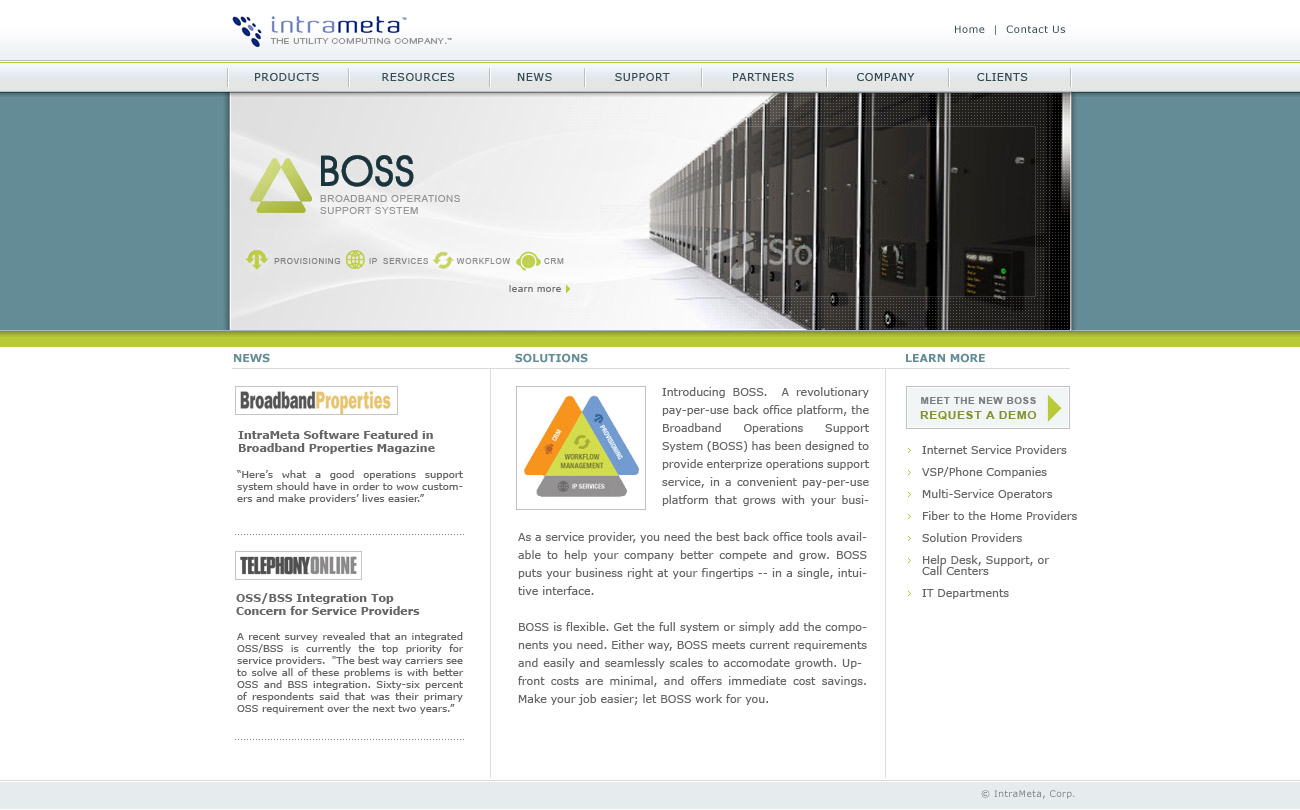 intrameta™
THE UTILITY COMPUTING COMPANY.™
Home | Contact Us
PRODUCTS
RESOURCES
NEWS
SUPPORT
PARTNERS
COMPANY
CLIENTS
BOSS
BROADBAND OPERATIONS
SUPPORT SYSTEM
PROVISIONING
IP SERVICES
WORKFLOW
CRM
learn more
iSto
NEWS
BroadbandProperties
IntraMeta Software Featured in
Broadband Properties Magazine
“Here’s what a good operations support
system should have in order to wow custom-
ers and make providers’ lives easier.”
TELEPHONYONLINE
OSS/BSS Integration Top
Concern for Service Providers
A recent survey revealed that an integrated
OSS/BSS is currently the top priority for
service providers. "The best way carriers see
to solve all of these problems is with better
OSS and BSS integration. Sixty-six percent
of respondents said that was their primary
OSS requirement over the next two years.”
SOLUTIONS
CRM
PROVISIONING
WORKFLOW
MANAGEMENT
IP SERVICES
Introducing BOSS. A revolutionary
pay-per-use back office platform, the
Broadband Operations Support
System (BOSS) has been designed to
provide enterprize operations support
service, in a convenient pay-per-use
platform that grows with your busi-
As a service provider, you need the best back office tools avail-
able to help your company better compete and grow. BOSS
puts your business right at your fingertips -- in a single, intui-
tive interface.
BOSS is flexible. Get the full system or simply add the compo-
nents you need. Either way, BOSS meets current requirements
and easily and seamlessly scales to accomodate growth. Up-
front costs are minimal, and offers immediate cost savings.
Make your job easier; let BOSS work for you.
LEARN MORE
MEET THE NEW BOSS
REQUEST A DEMO
Internet Service Providers
VSP/Phone Companies
Multi-Service Operators
Fiber to the Home Providers
Solution Providers
Help Desk, Support, or
Call Centers
IT Departments
© IntraMeta, Corp.